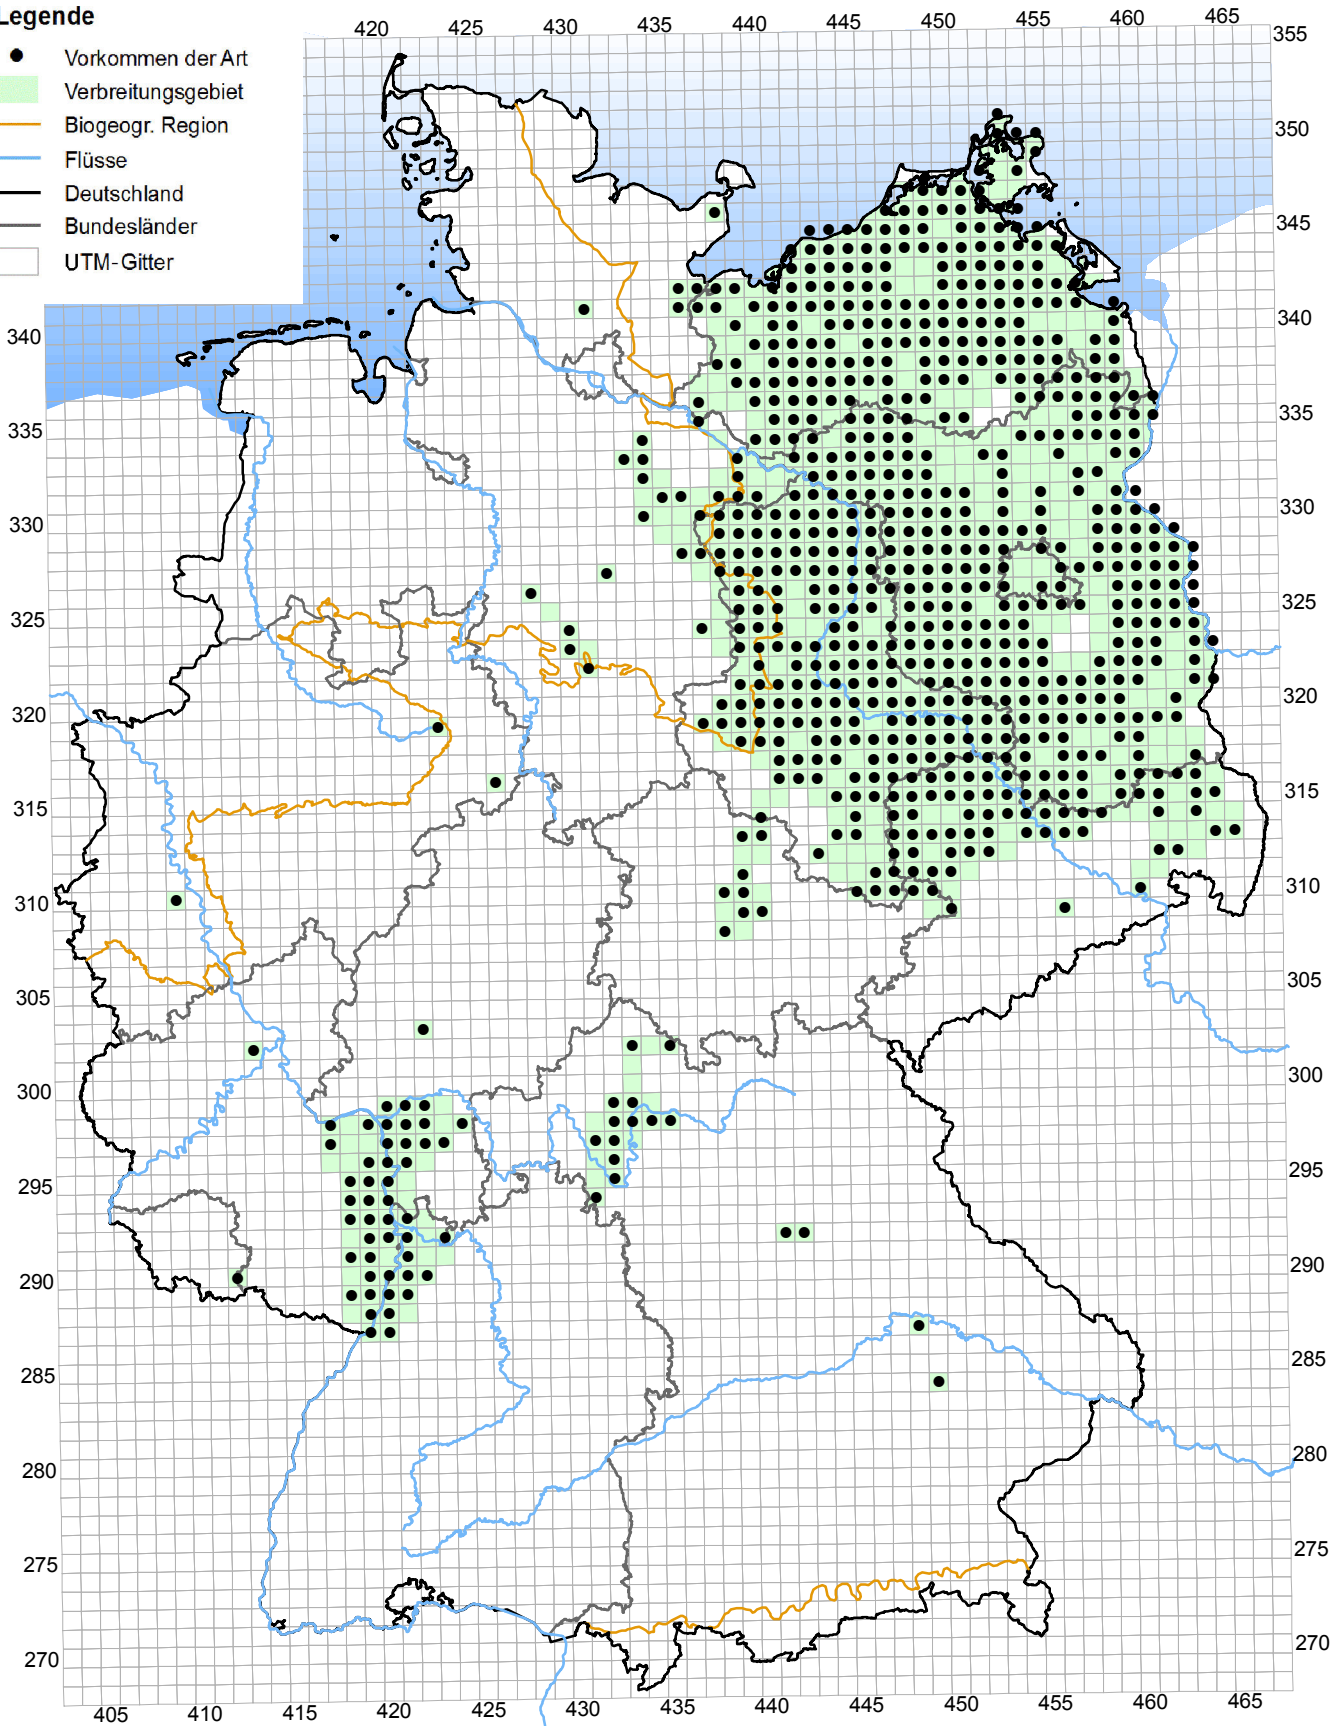 Legende
Vorkommen der Art
Verbreitungsgebiet
Biogeogr. Region
Flüsse
Deutschland
Bundesländer
UTM-Gitter
420 425 430 435 440 445 450 455 460 465
355
350
345
340 340
335 335
330 330
325 325
320 320
315 315
310 310
305 305
300 300
295 295
290 290
285 285
280 280
275 275
270 270
405 410 415 420 425 430 435 440 445 450 455 460 465